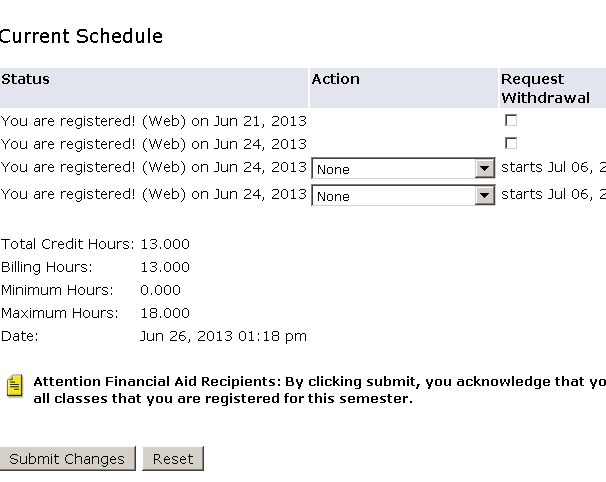 Current Schedule
Status Action Request Withdrawal
You are registered! (Web) on Jun 21, 2013
You are registered! (Web) on Jun 24, 2013
You are registered! (Web) on Jun 24, 2013 None starts Jul 06, 2
You are registered! (Web) on Jun 24, 2013 None starts Jul 06, 2
Total Credit Hours: 13.000
Billing Hours: 13.000
Minimum Hours: 0.000
Maximum Hours: 18.000
Date: Jun 26, 2013 01:18 pm
Attention Financial Aid Recipients: By clicking submit, you acknowledge that yo
all classes that you are registered for this semester.
Submit Changes Reset